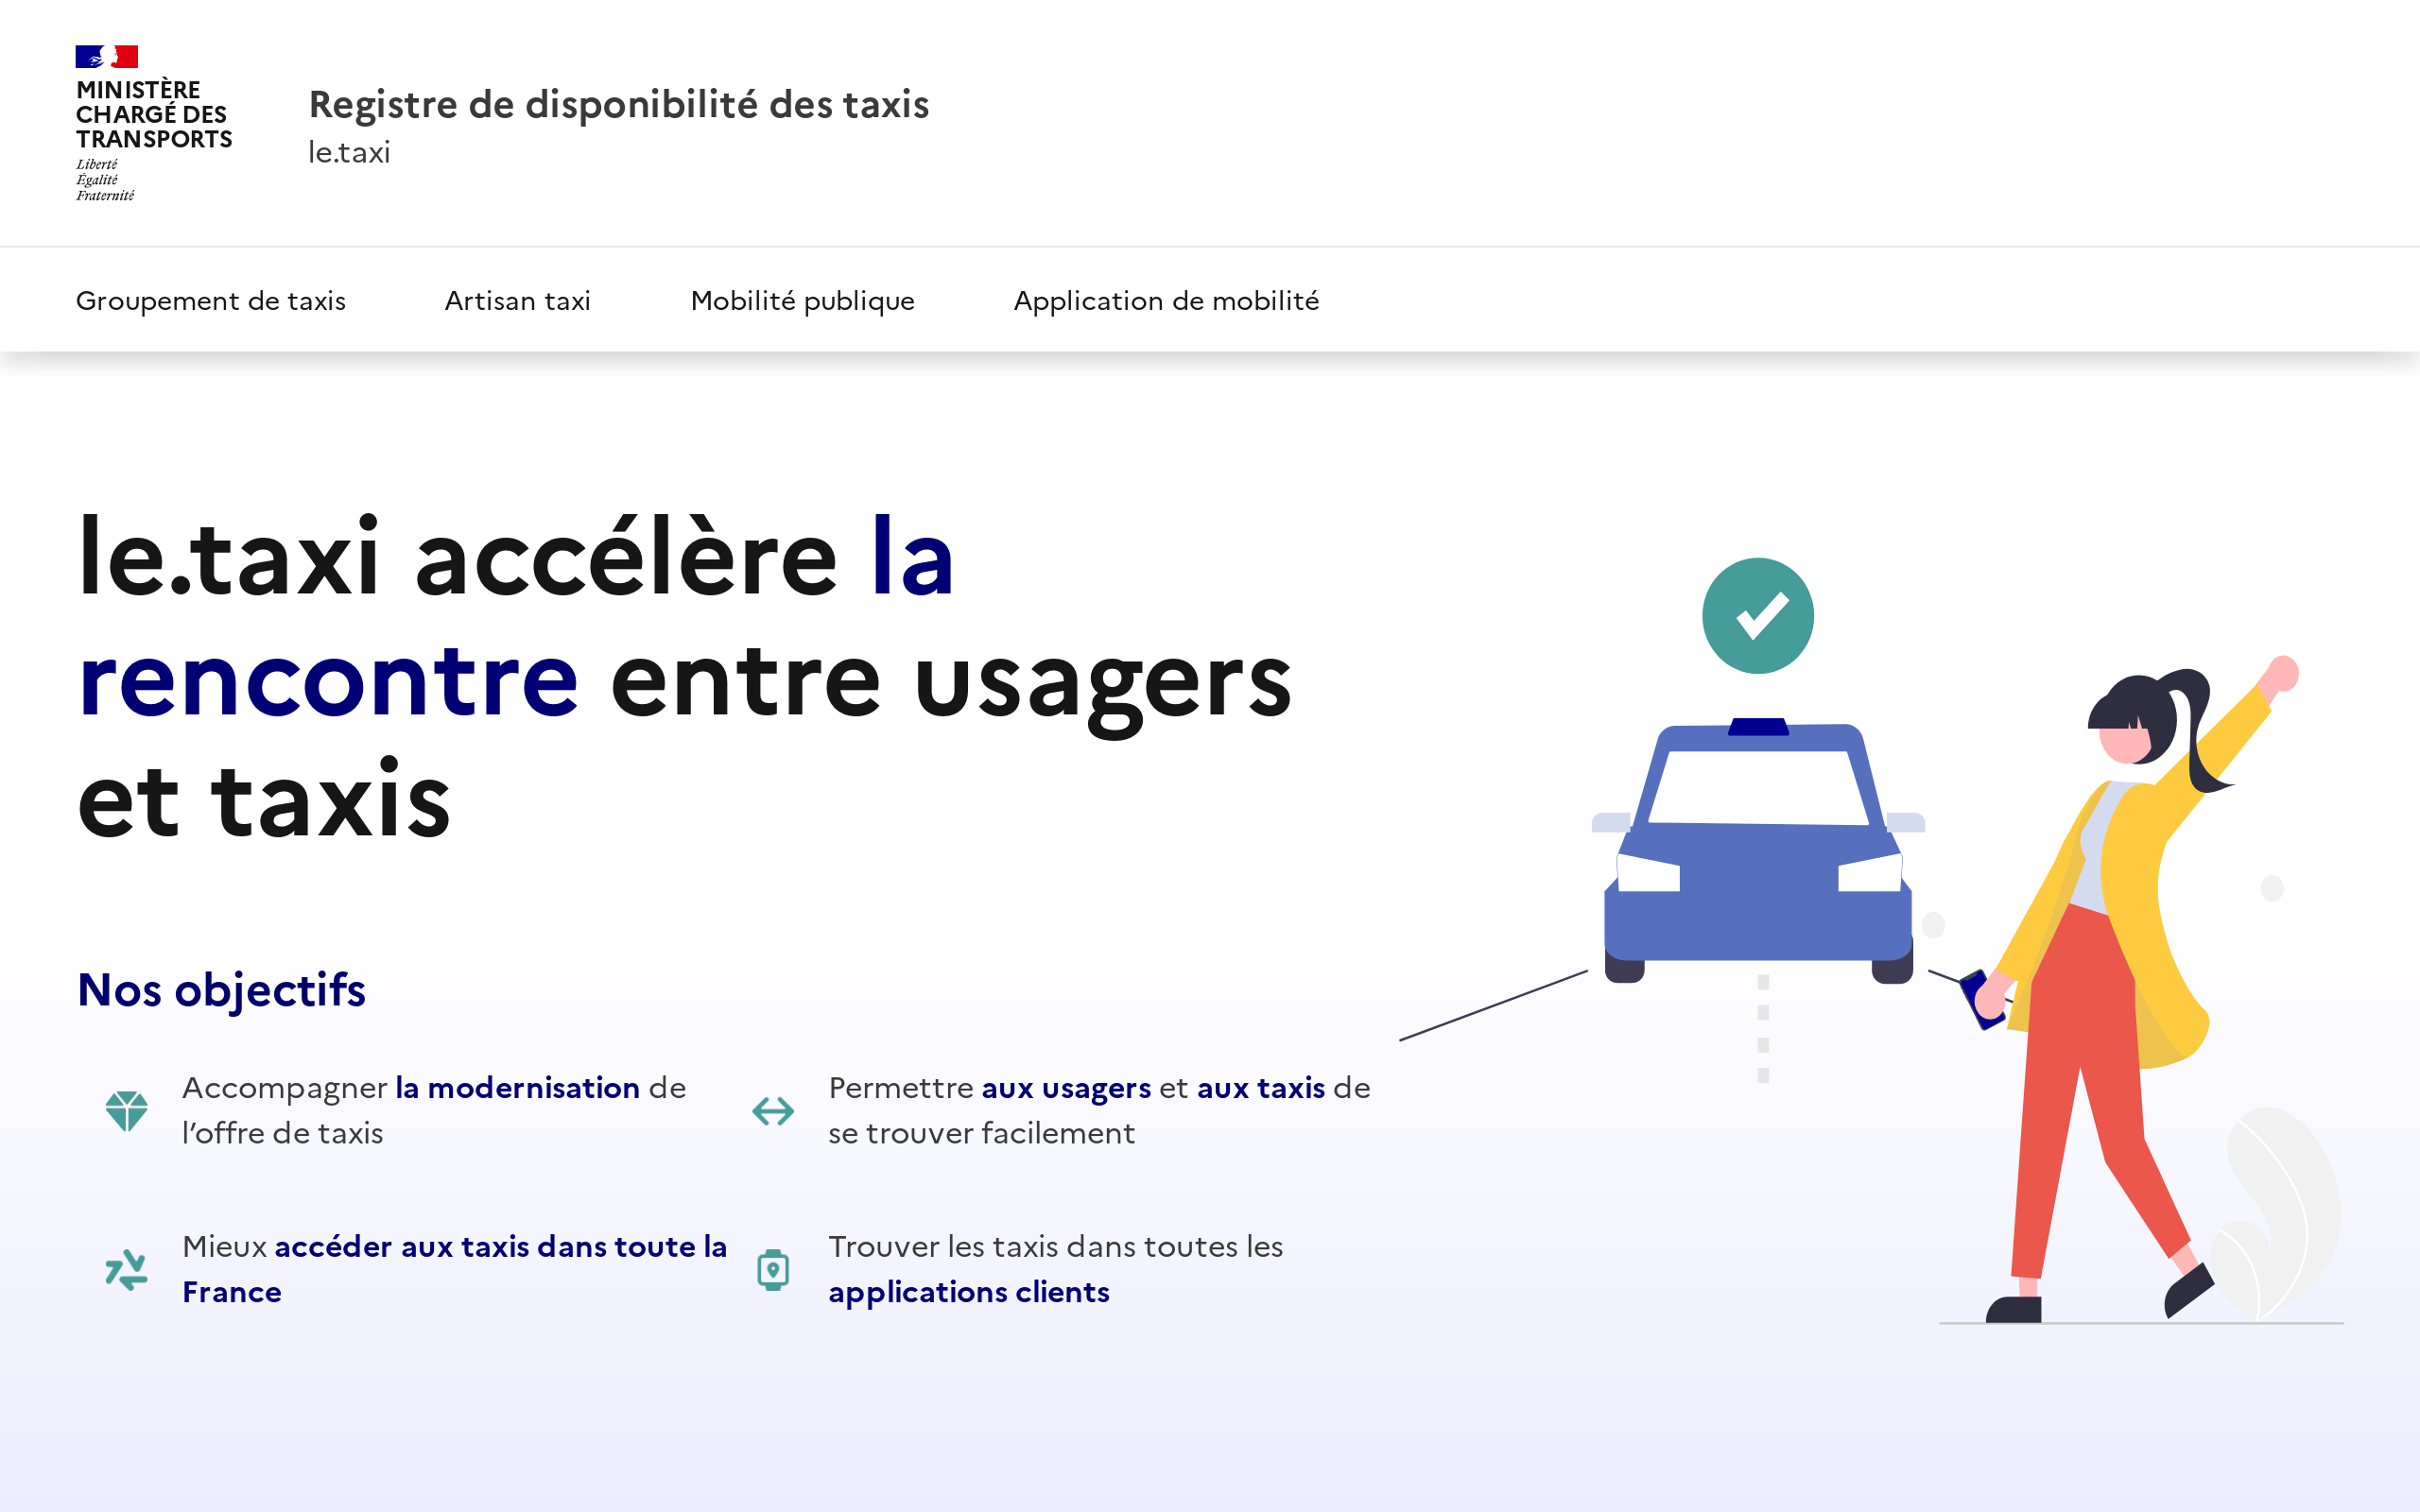 MINISTÈRE
CHARGÉ DES
TRANSPORTS
Liberté
Égalité
Fraternité
Registre de disponibilité des taxis
le.taxi
Groupement de taxis
Artisan taxi
Mobilité publique
Application de mobilité
le.taxi accélère la
rencontre entre usagers
et taxis
Nos objectifs
Accompagner la modernisation de
l’offre de taxis
Permettre aux usagers et aux taxis de
se trouver facilement
Mieux accéder aux taxis dans toute la
France
Trouver les taxis dans toutes les
applications clients